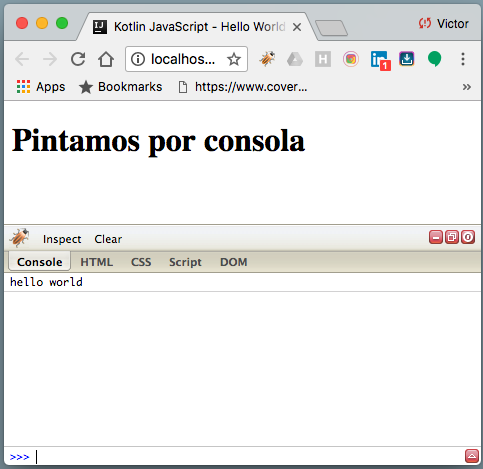 IJ Kotlin JavaScript - Hello World
Victor
localhos...
H
1
Apps Bookmarks https://www.cover... »
Pintamos por consola
Inspect Clear
Console HTML CSS Script DOM
hello world
>>>